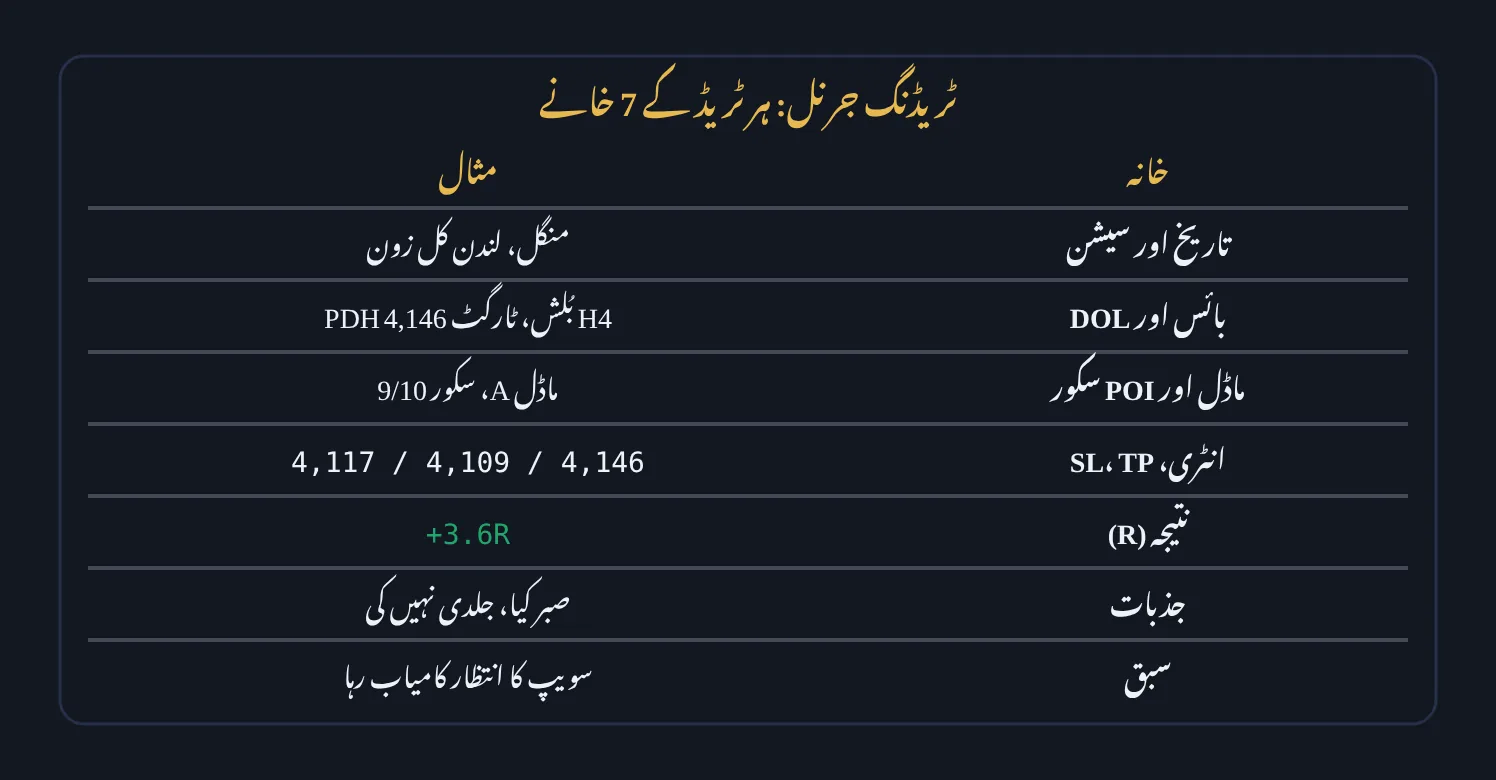 ٹریڈنگ جرنل: ہر ٹریڈ کے 7 خانے
خانہ مثال
تاریخ اور سیشن منگل، لندن کل زون
بائس اور DOL H4 بُلش، ٹارگٹ PDH 4,146
ماڈل اور POI سکور ماڈل A، سکور 9/10
انٹری، SL، TP 4,117 / 4,109 / 4,146
نتیجہ (R) +3.6R
جذبات صبر کیا، جلدی نہیں کی
سبق سویپ کا انتظار کامیاب رہا